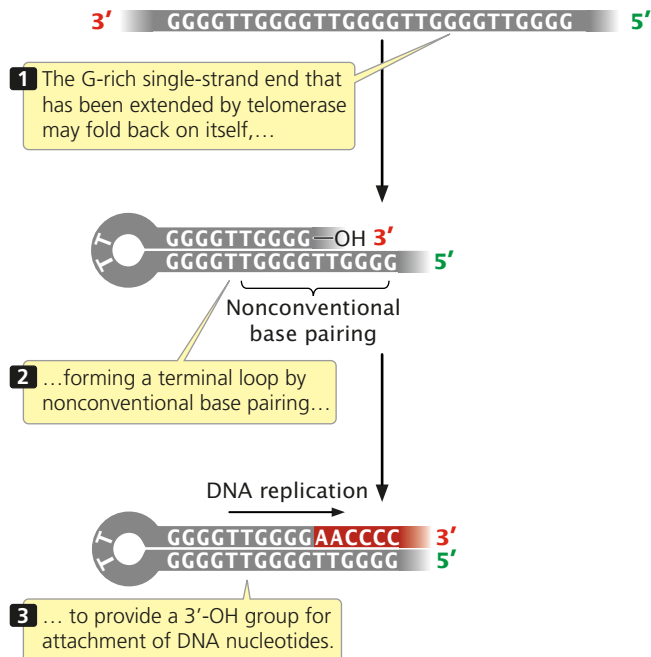 3′ GGGGTTGGGGTTGGGGTTGGGGTTGGGG 5′
1 The G-rich single-strand end that
has been extended by telomerase
may fold back on itself,…
T GGGGTTGGGG—OH 3′
T GGGGTTGGGGTTGGGG 5′
Nonconventional
base pairing
2 …forming a terminal loop by
nonconventional base pairing…
DNA replication
T GGGGTTGGGGAACCCC 3′
T GGGGTTGGGGTTGGGG 5′
3 … to provide a 3′-OH group for
attachment of DNA nucleotides.